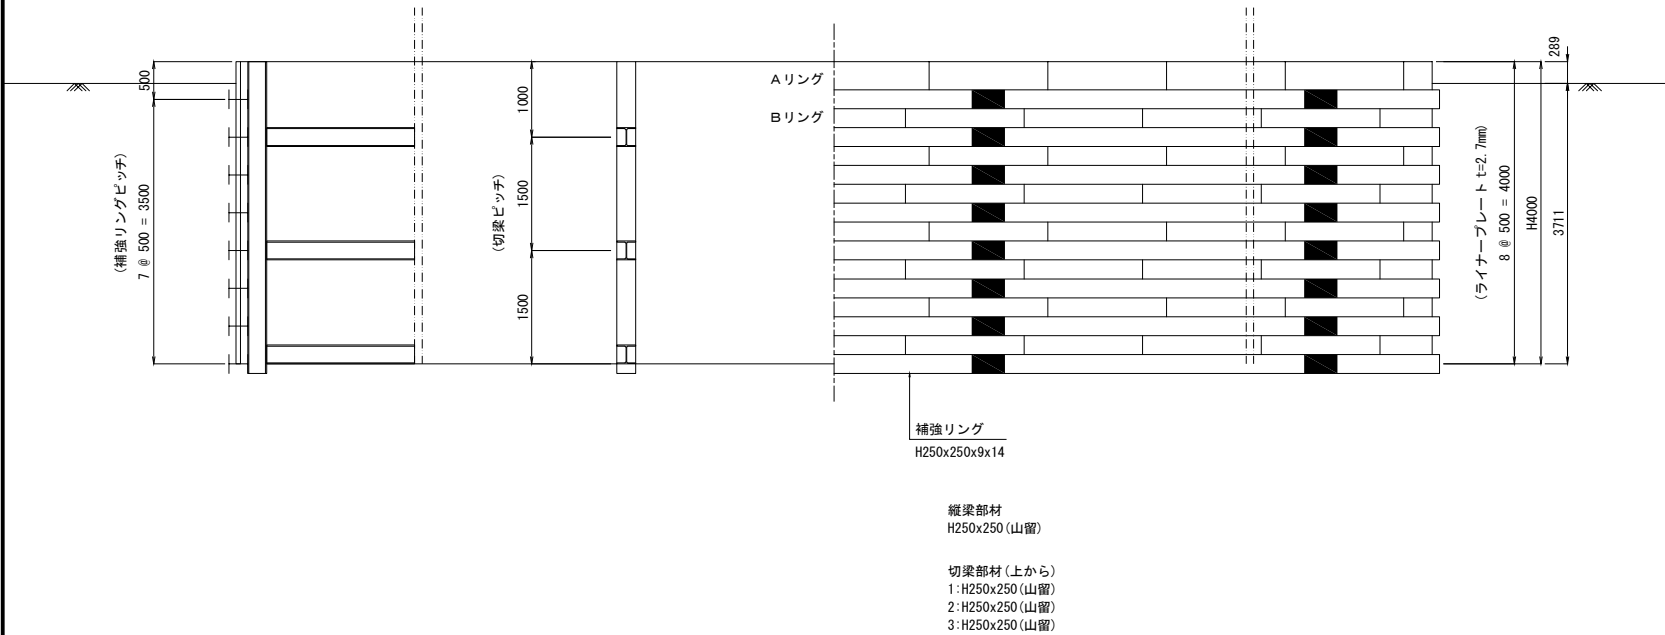 500
(補強リングピッチ)
7 @ 500 = 3500
(切梁ピッチ)
1000
1500
1500
Aリング
Bリング
補強リング
H250x250x9x14
(ライナープレート t=2.7mm)
8 @ 500 = 4000
H4000
289
3711
縦梁部材
H250x250(山留)
切梁部材(上から)
1:H250x250(山留)
2:H250x250(山留)
3:H250x250(山留)